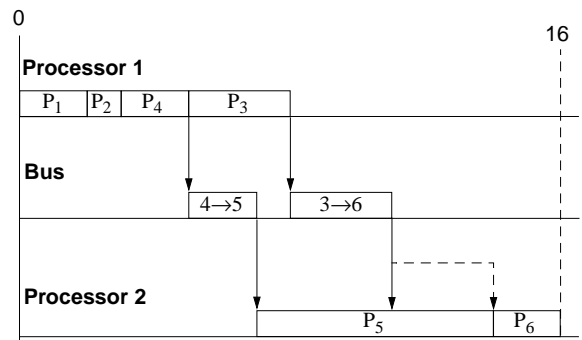 0
16
Processor 1
P₁ P₂ P₄ P₃
Bus
4→5 3→6
Processor 2
P₅ P₆